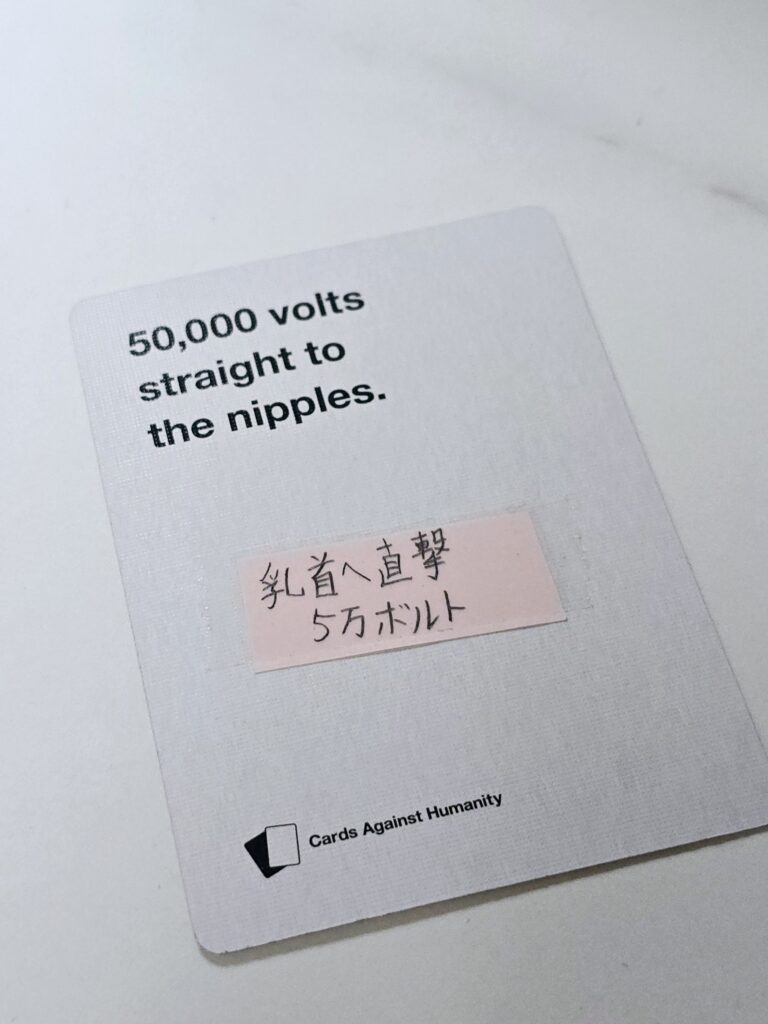 50,000 volts
straight to
the nipples.
乳首へ直撃
5万ボルト
Cards Against Humanity